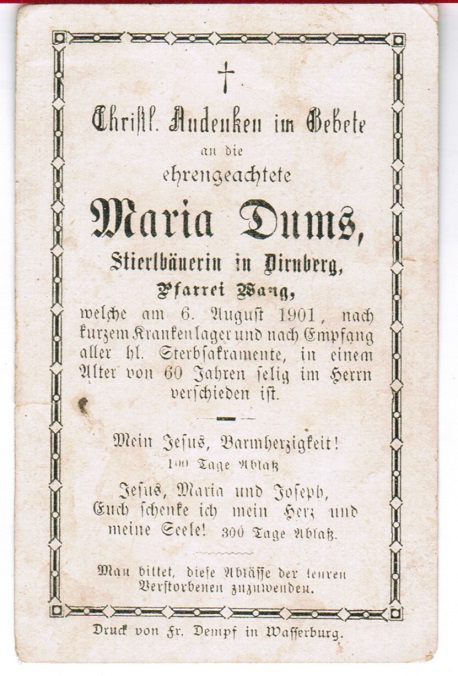 Christl. Andenken im Gebete
an die
ehrengeachtete
Maria Dums,
Stierlbäuerin in Dirnberg,
Pfarrei Wang,
welche am 6. August 1901, nach
kurzem Krankenlager und nach Empfang
aller hl. Sterbsakramente, in einem
Alter von 60 Jahren selig im Herrn
verschieden ist.
Mein Jesus, Barmherzigkeit!
100 Tage Ablaß
Jesus, Maria und Joseph,
Euch schenke ich mein Herz und
meine Seele! 300 Tage Ablaß.
Man bittet, diese Ablässe der teuren
Verstorbenen zuzuwenden.
Druck von Fr. Dempf in Wasserburg.